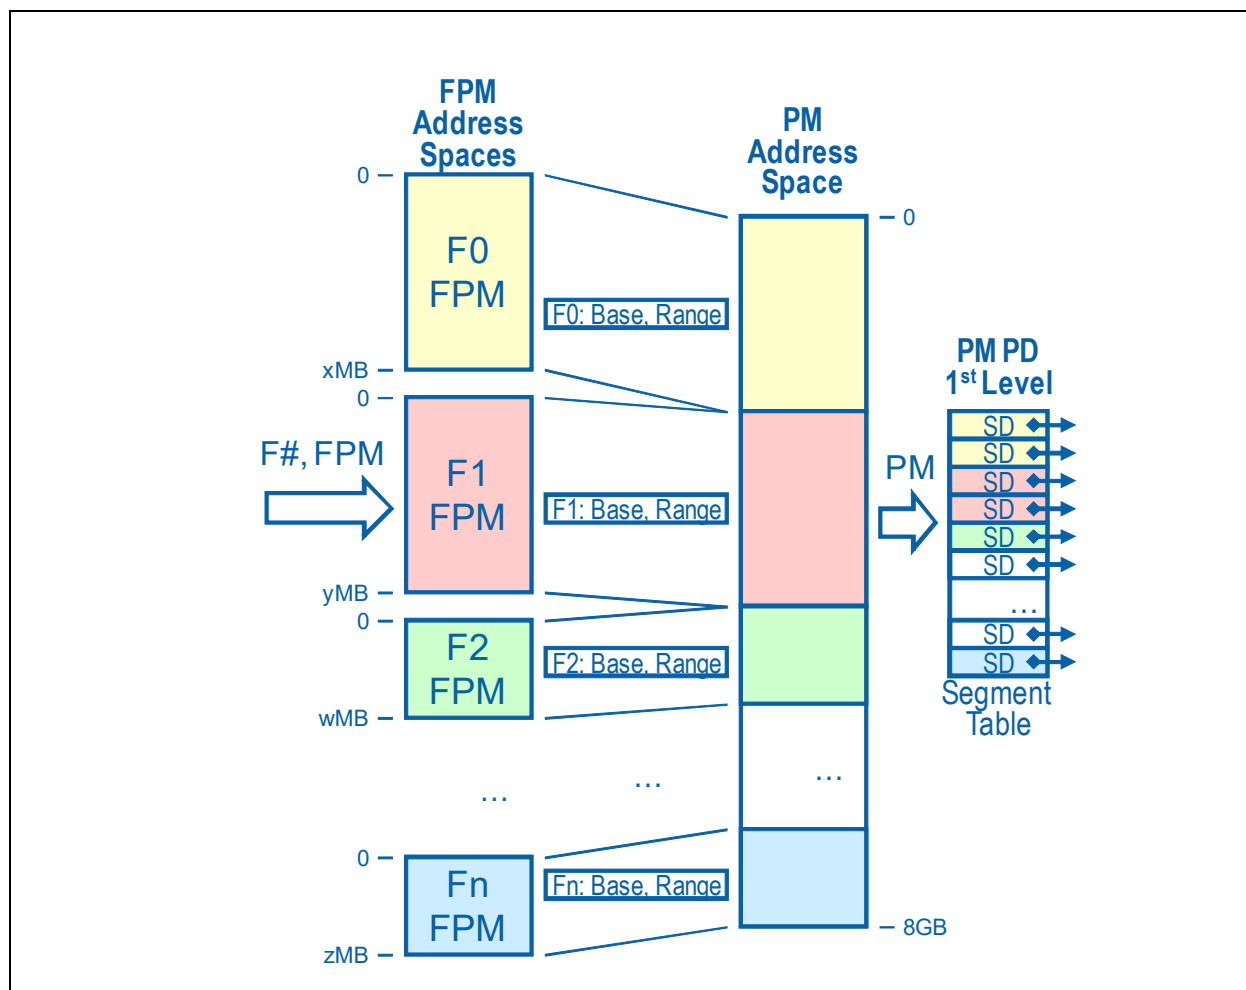 FPM
Address
Spaces
PM
Address
Space
0
0
F0
FPM
F0: Base, Range
xMB
PM PD
1st Level
0
F#, FPM
F1
FPM
F1: Base, Range
PM
SD
SD
SD
SD
SD
SD
...
SD
SD
Segment
Table
yMB
0
F2
FPM
F2: Base, Range
wMB
...
...
...
0
Fn
FPM
Fn: Base, Range
zMB
8GB